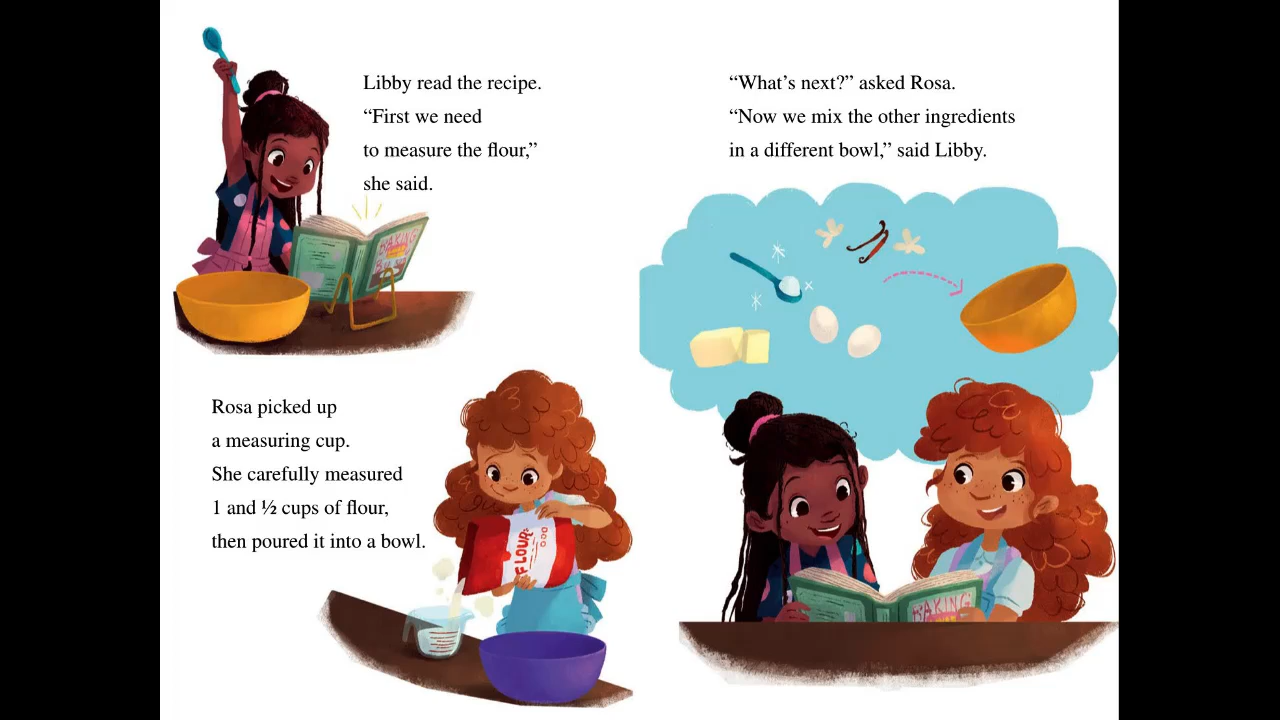 Libby read the recipe.
“First we need
to measure the flour,”
she said.
BAKING
Rosa picked up
a measuring cup.
She carefully measured
1 and ½ cups of flour,
then poured it into a bowl.
FLOUR
“What’s next?” asked Rosa.
“Now we mix the other ingredients
in a different bowl,” said Libby.
BAKING